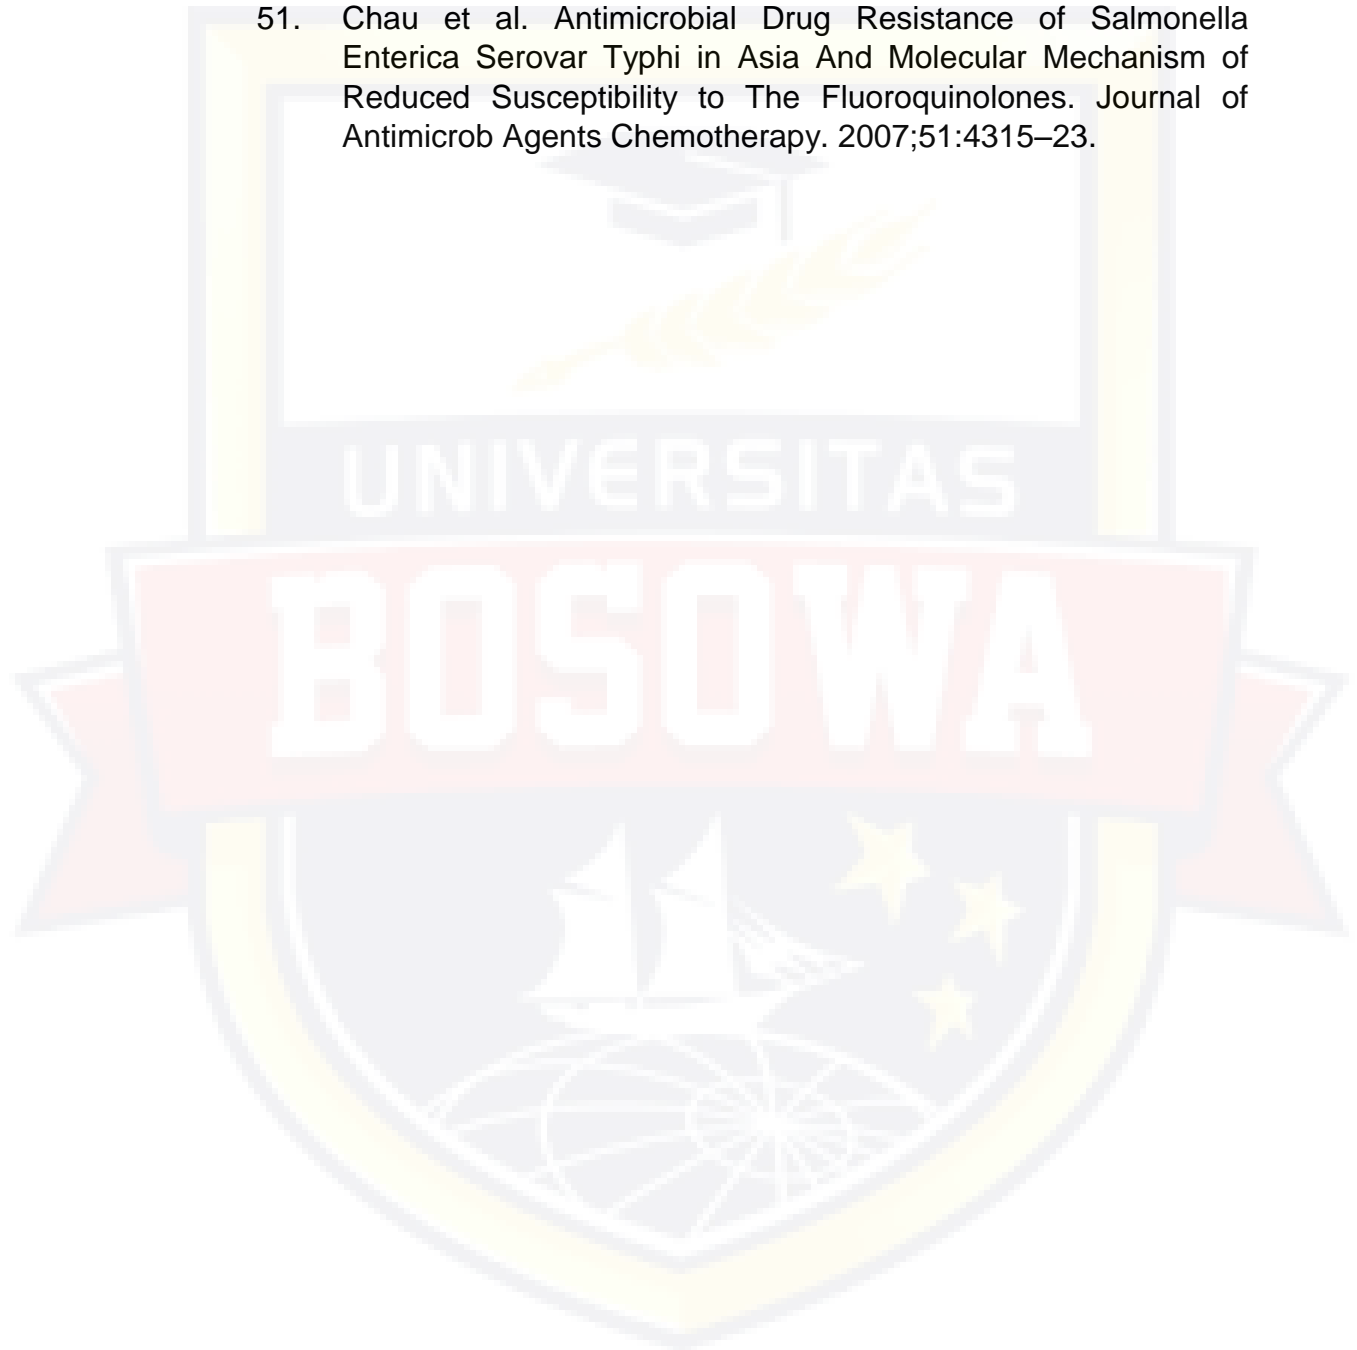 51. Chau et al. Antimicrobial Drug Resistance of Salmonella
Enterica Serovar Typhi in Asia And Molecular Mechanism of
Reduced Susceptibility to The Fluoroquinolones. Journal of
Antimicrob Agents Chemotherapy. 2007;51:4315–23.
UNIVERSITAS
BOSOWA